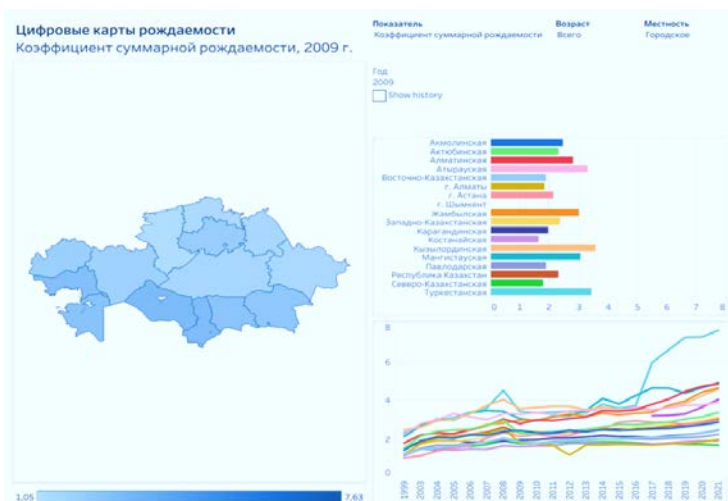 Цифровые карты рождаемости
Коэффициент суммарной рождаемости, 2009 г.
Показатель Возраст Местность
Коэффициент суммарной рождаемости Всего Городское
Год
2009
Show history
Акмолинская
Актюбинская
Алматинская
Атырауская
Восточно-Казахстанская
г. Алматы
г. Астана
г. Шымкент
Жамбылская
Западно-Казахстанская
Карагандинская
Костанайская
Кызылординская
Мангистауская
Павлодарская
Республика Казахстан
Северо-Казахстанская
Туркестанская
0 1 2 3 4 5 6 7 8
8
6
4
2
0
1999 2003 2004 2005 2006 2007 2008 2009 2010 2011 2012 2013 2014 2015 2016 2017 2018 2019 2020 2021
1,05 7,63